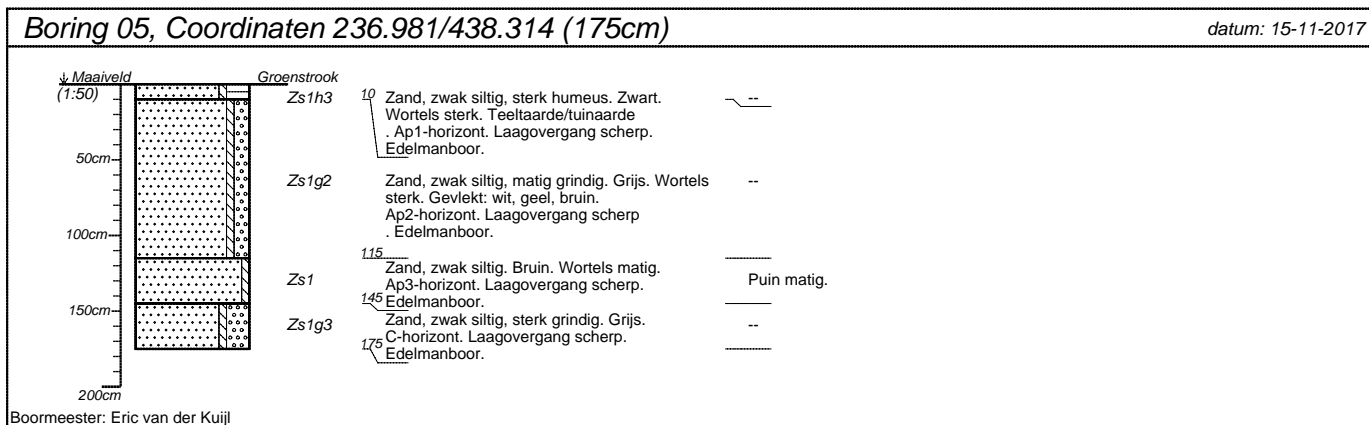 Boring 05, Coordinaten 236.981/438.314 (175cm)
datum: 15-11-2017
Maaiveld
Groenstrook
(1:50)
Zs1h3
10
Zand, zwak siltig, sterk humeus. Zwart.
Wortels sterk. Teeltaarde/tuinaarde
. Ap1-horizont. Laagovergang scherp.
Edelmanboor.
--
50cm
Zs1g2
Zand, zwak siltig, matig grindig. Grijs. Wortels
sterk. Gevlekt: wit, geel, bruin.
Ap2-horizont. Laagovergang scherp
. Edelmanboor.
--
100cm
115
Zs1
Zand, zwak siltig. Bruin. Wortels matig.
Ap3-horizont. Laagovergang scherp.
Edelmanboor.
Puin matig.
145
150cm
Zs1g3
Zand, zwak siltig, sterk grindig. Grijs.
C-horizont. Laagovergang scherp.
Edelmanboor.
--
175
200cm
Boormeester: Eric van der Kuijl